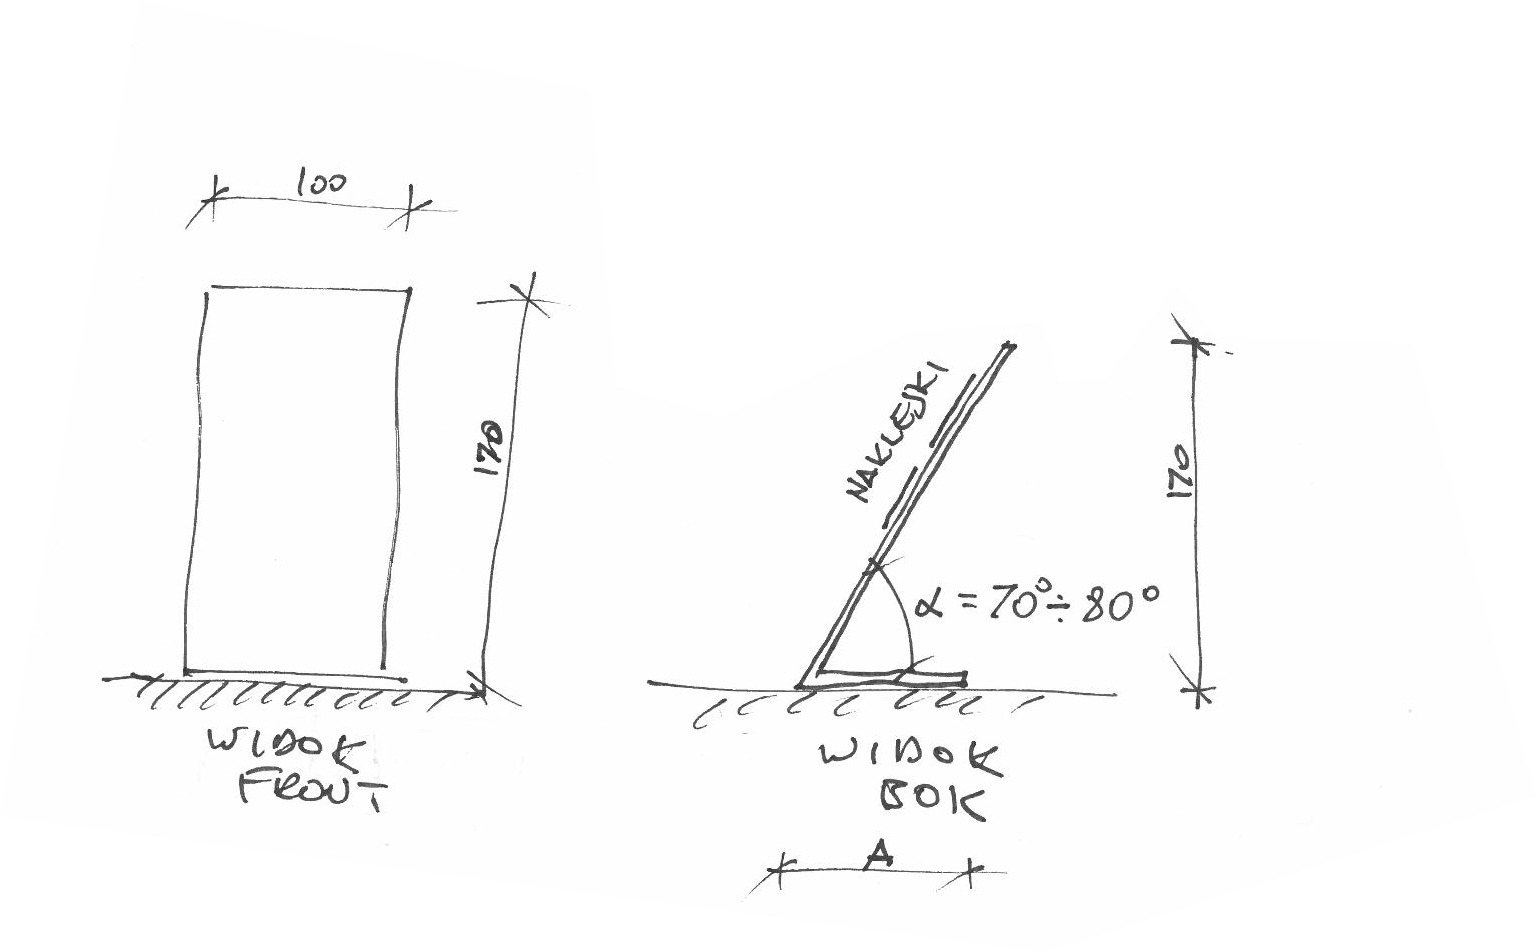 100
170
WIDOK
FRONT
NAKLEJKI
α = 70° ÷ 80°
170
WIDOK
BOK
A